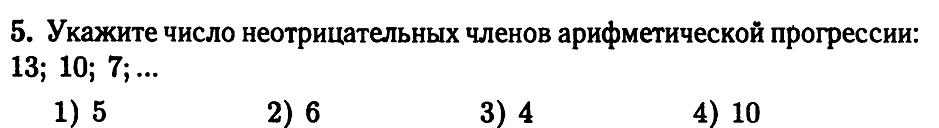 5. Укажите число неотрицательных членов арифметической прогрессии:
13; 10; 7; ...
1) 5 2) 6 3) 4 4) 10